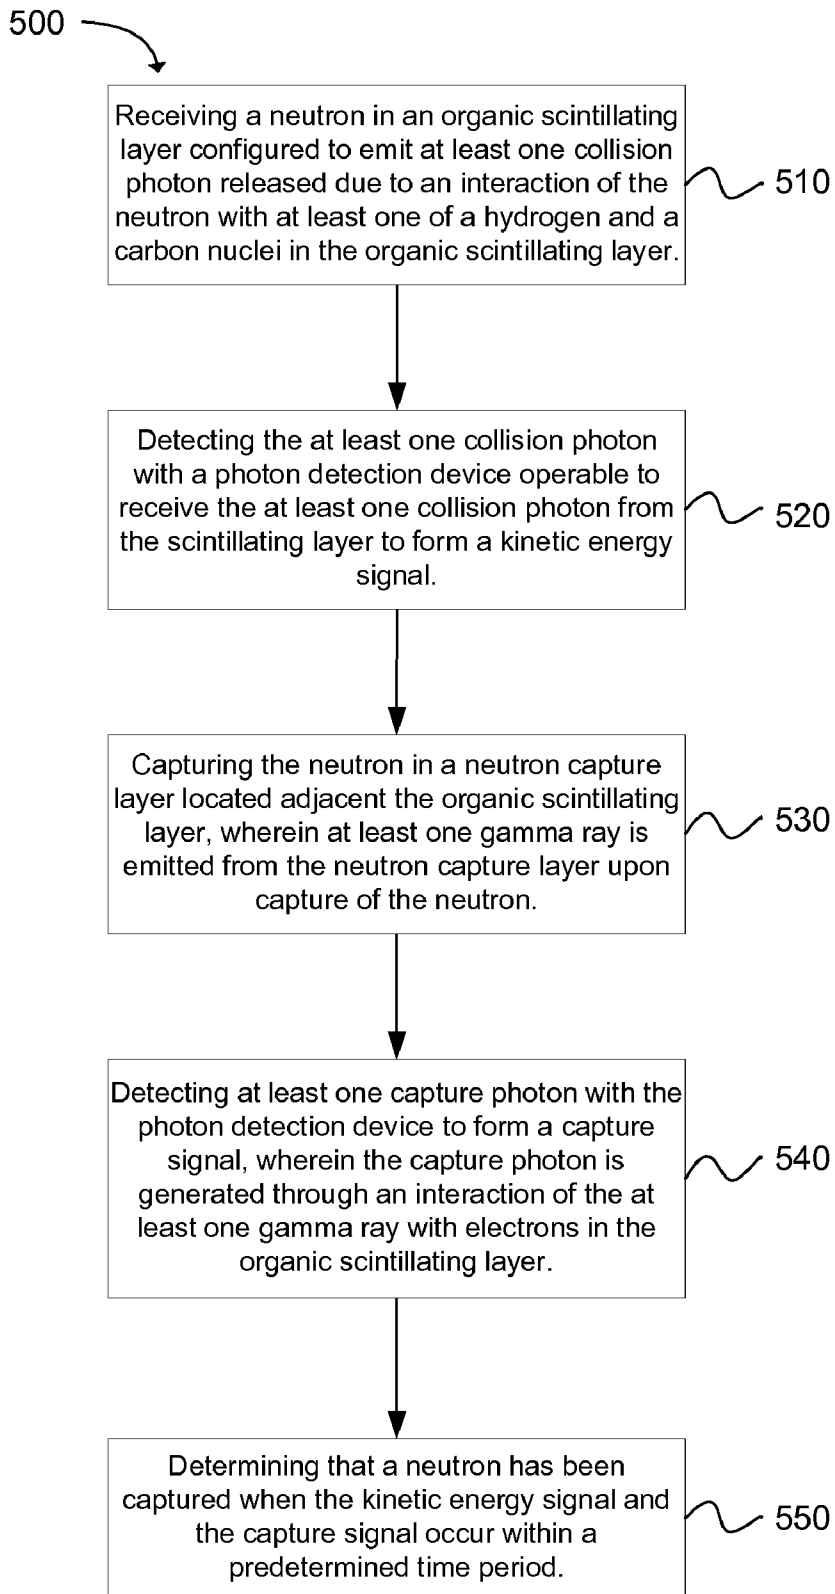 500
Receiving a neutron in an organic scintillating
layer configured to emit at least one collision
photon released due to an interaction of the
neutron with at least one of a hydrogen and a
carbon nuclei in the organic scintillating layer.
510
Detecting the at least one collision photon
with a photon detection device operable to
receive the at least one collision photon from
the scintillating layer to form a kinetic energy
signal.
520
Capturing the neutron in a neutron capture
layer located adjacent the organic scintillating
layer, wherein at least one gamma ray is
emitted from the neutron capture layer upon
capture of the neutron.
530
Detecting at least one capture photon with the
photon detection device to form a capture
signal, wherein the capture photon is
generated through an interaction of the at
least one gamma ray with electrons in the
organic scintillating layer.
540
Determining that a neutron has been
captured when the kinetic energy signal and
the capture signal occur within a
predetermined time period.
550